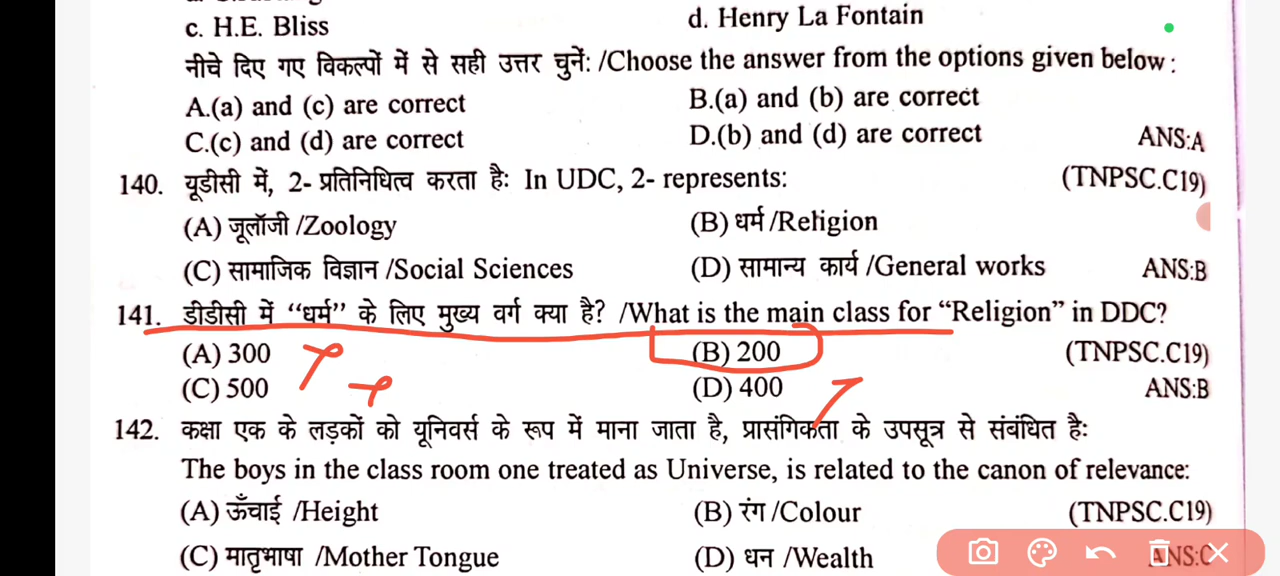 c. H.E. Bliss d. Henry La Fontain
नीचे दिए गए विकल्पों में से सही उत्तर चुनें: /Choose the answer from the options given below :
A.(a) and (c) are correct B.(a) and (b) are correct
C.(c) and (d) are correct D.(b) and (d) are correct ANS:A
140. यूडीसी में, 2- प्रतिनिधित्व करता हैः In UDC, 2- represents: (TNPSC.C19)
(A) जूलॉजी /Zoology (B) धर्म /Religion
(C) सामाजिक विज्ञान /Social Sciences (D) सामान्य कार्य /General works ANS:B
141. डीडीसी में “धर्म” के लिए मुख्य वर्ग क्या है? /What is the main class for “Religion” in DDC?
(A) 300 (B) 200 (TNPSC.C19)
(C) 500 (D) 400 ANS:B
142. कक्षा एक के लड़कों को यूनिवर्स के रूप में माना जाता है, प्रासंगिकता के उपसूत्र से संबंधित हैः
The boys in the class room one treated as Universe, is related to the canon of relevance:
(A) ऊँचाई /Height (B) रंग /Colour (TNPSC.C19)
(C) मातृभाषा /Mother Tongue (D) धन /Wealth ANS:C